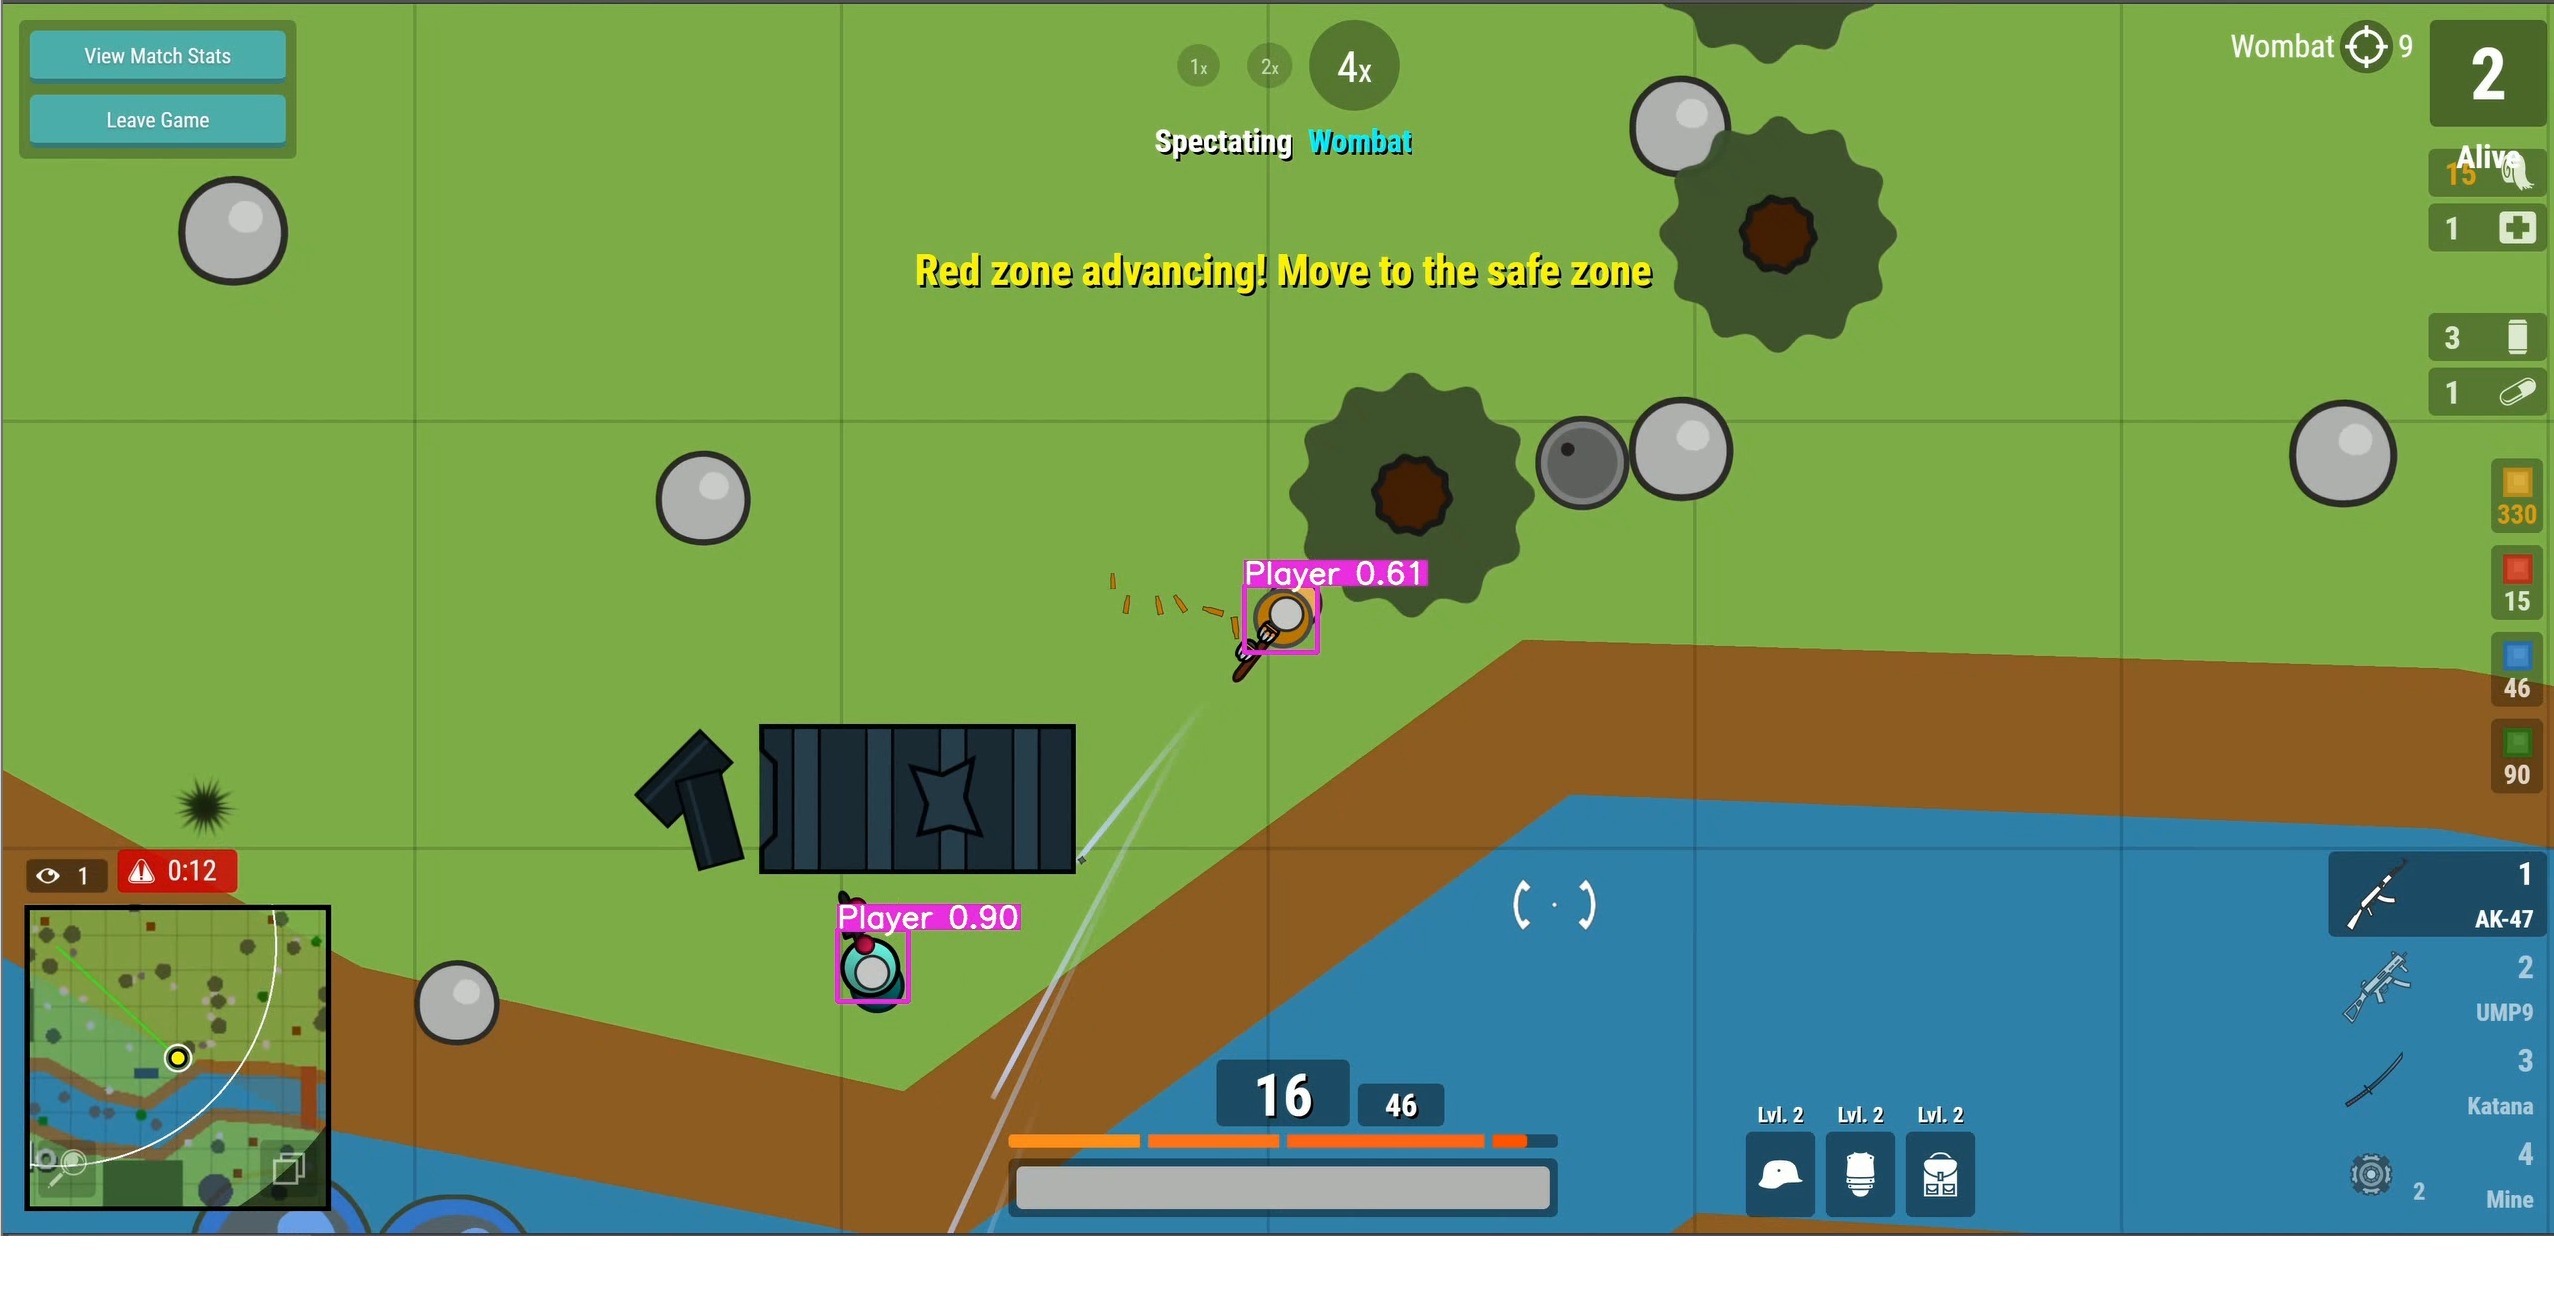 View Match Stats
Leave Game
1x
2x
4x
Spectating Wombat
Red zone advancing! Move to the safe zone
Wombat 9
2
Alive
15
1
3
1
330
15
46
90
Player 0.61
Player 0.90
1
0:12
16
46
Lvl. 2
Lvl. 2
Lvl. 2
1
AK-47
2
UMP9
3
Katana
4
2
Mine